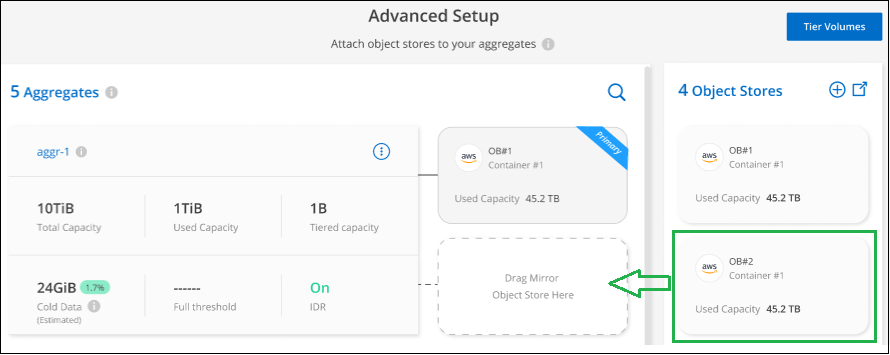 Advanced Setup
Attach object stores to your aggregates
Tier Volumes
5 Aggregates
aggr-1
10TiB
Total Capacity
1TiB
Used Capacity
1B
Tiered capacity
24GiB 1.7%
Cold Data
(Estimated)
------
Full threshold
On
IDR
Primary
aws
OB#1
Container #1
Used Capacity 45.2 TB
Drag Mirror
Object Store Here
4 Object Stores
aws
OB#1
Container #1
Used Capacity 45.2 TB
aws
OB#2
Container #1
Used Capacity 45.2 TB